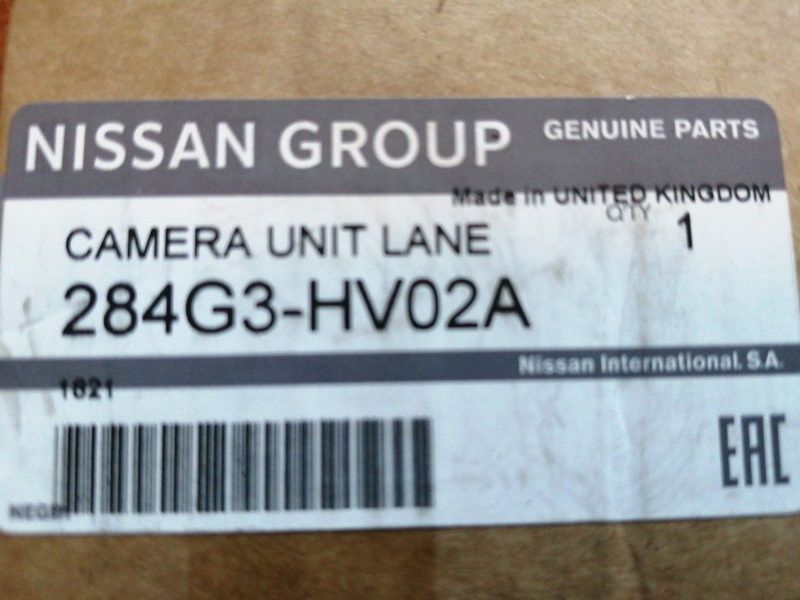 NISSAN GROUP
GENUINE PARTS
Made in UNITED KINGDOM
QTY 1
CAMERA UNIT LANE
284G3-HV02A
Nissan International, S.A.
1621
EAC